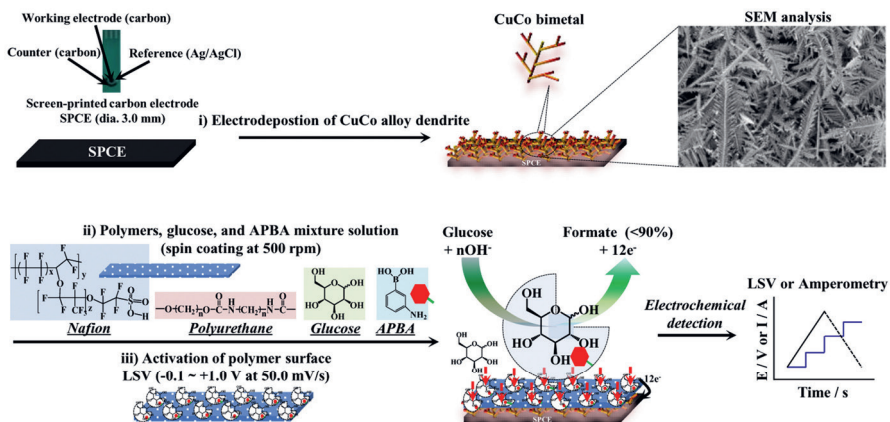 Working electrode (carbon)
Counter (carbon)
Reference (Ag/AgCl)
Screen-printed carbon electrode
SPCE (dia. 3.0 mm)
SPCE
i) Electrodepostion of CuCo alloy dendrite
CuCo bimetal
SPCE
SEM analysis
ii) Polymers, glucose, and APBA mixture solution
(spin coating at 500 rpm)
Nafion
Polyurethane
Glucose
APBA
iii) Activation of polymer surface
LSV (-0.1 ~ +1.0 V at 50.0 mV/s)
Glucose
+ nOH-
Formate (<90%)
+ 12e-
12e-
SPCE
Electrochemical
detection
LSV or Amperometry
E / V or I / A
Time / s